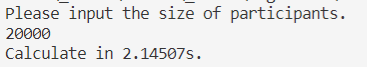 Please input the size of participants.
20000
Calculate in 2.14507s.